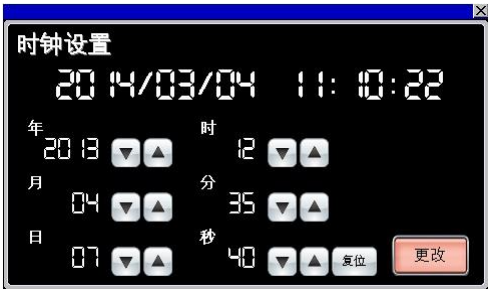 时钟设置
2014/03/04 11:10:22
年 时
2013 12
月 分
04 35
日 秒
07 40 复位 更改